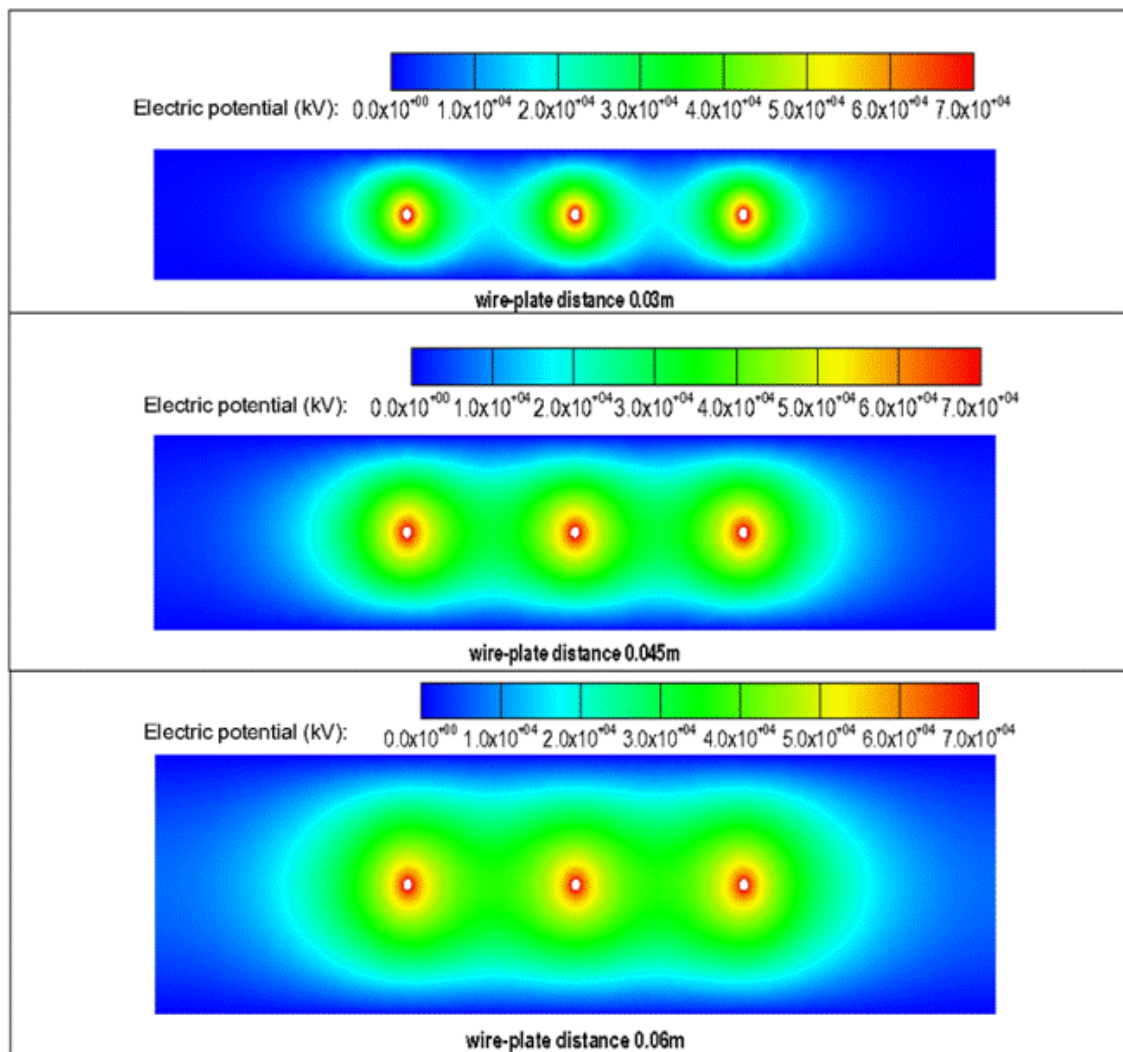 Electric potential (kV): 0.0x10⁺⁰⁰ 1.0x10⁺⁰⁴ 2.0x10⁺⁰⁴ 3.0x10⁺⁰⁴ 4.0x10⁺⁰⁴ 5.0x10⁺⁰⁴ 6.0x10⁺⁰⁴ 7.0x10⁺⁰⁴
wire-plate distance 0.03m
Electric potential (kV): 0.0x10⁺⁰⁰ 1.0x10⁺⁰⁴ 2.0x10⁺⁰⁴ 3.0x10⁺⁰⁴ 4.0x10⁺⁰⁴ 5.0x10⁺⁰⁴ 6.0x10⁺⁰⁴ 7.0x10⁺⁰⁴
wire-plate distance 0.045m
Electric potential (kV): 0.0x10⁺⁰⁰ 1.0x10⁺⁰⁴ 2.0x10⁺⁰⁴ 3.0x10⁺⁰⁴ 4.0x10⁺⁰⁴ 5.0x10⁺⁰⁴ 6.0x10⁺⁰⁴ 7.0x10⁺⁰⁴
wire-plate distance 0.06m